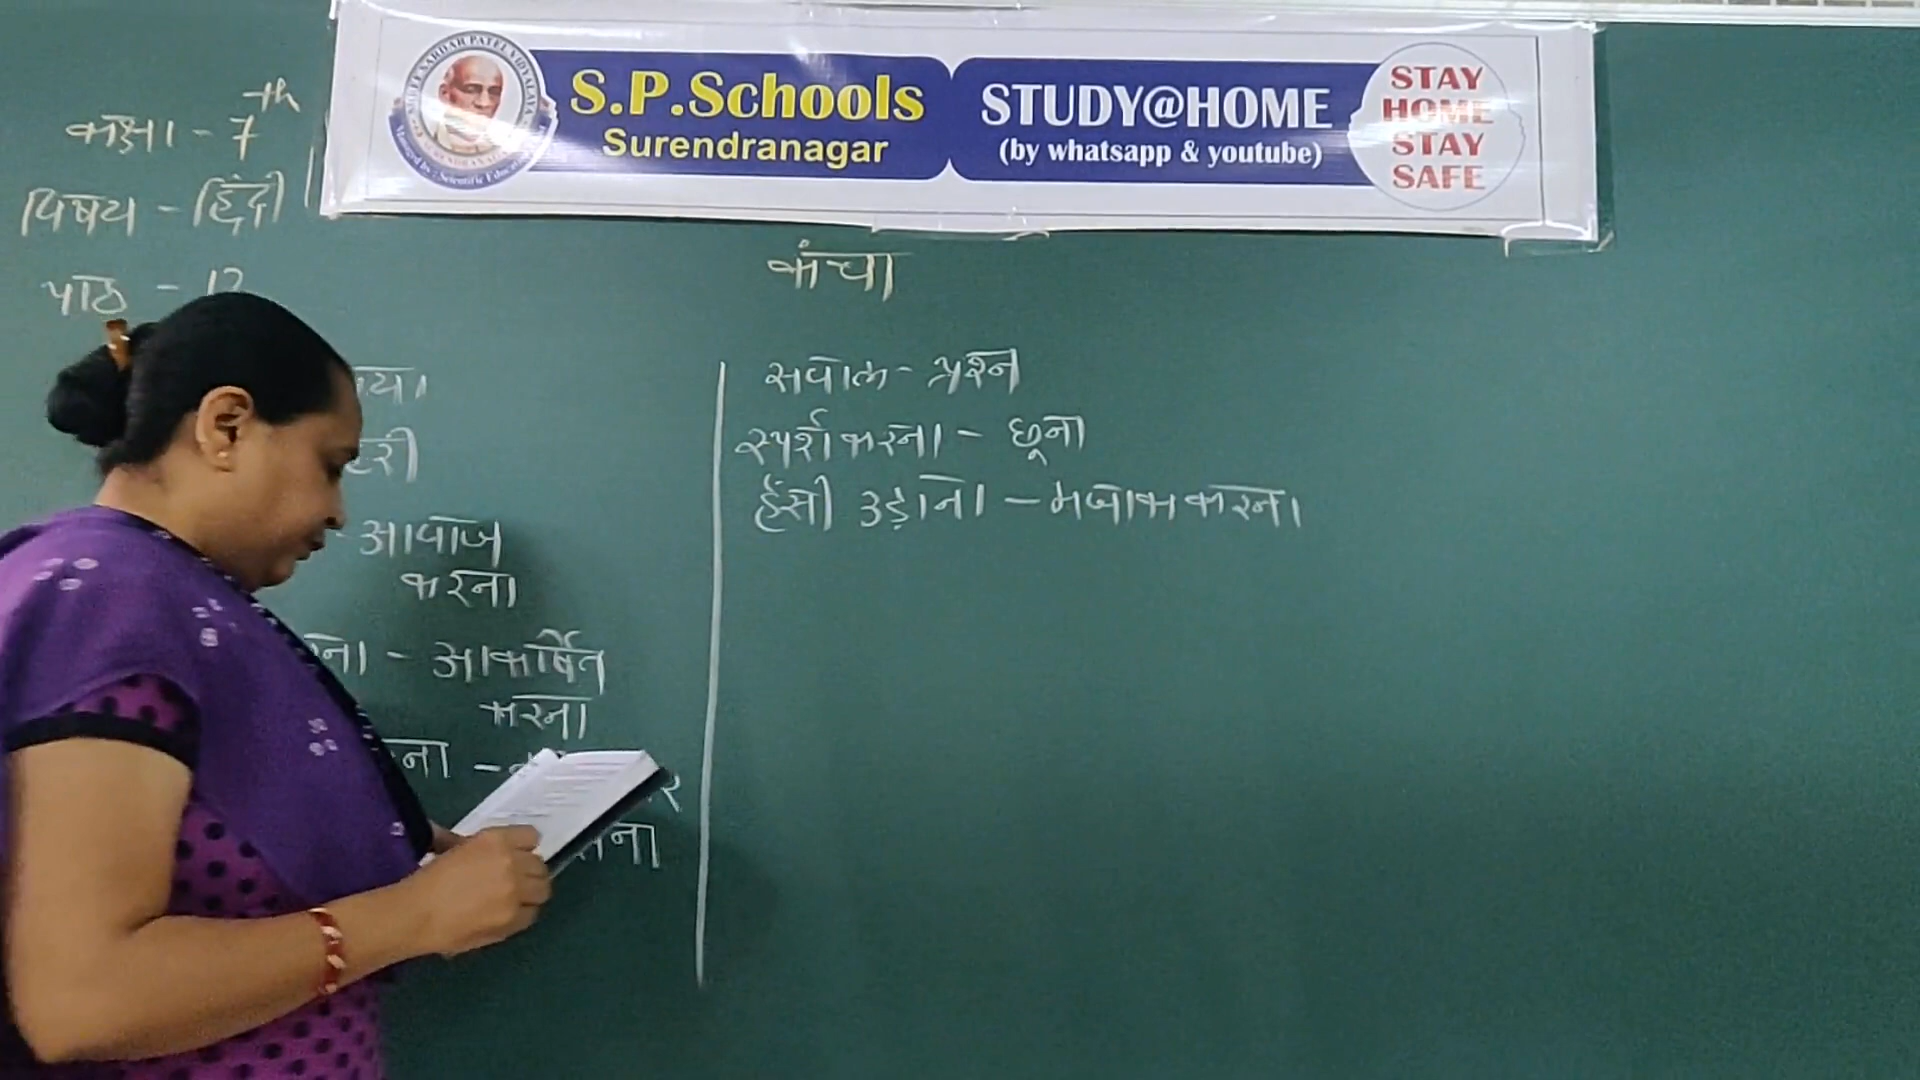 S.P.Schools
Surendranagar
STUDY@HOME
(by whatsapp & youtube)
STAY
HOME
STAY
SAFE
कक्षा - 7th
विषय - हिंदी
पाठ - 12
कंचा
आवाज
करना
आकर्षित
करना
सवाल - प्रश्न
स्पर्श करना - छूना
हँसी उड़ाना - मजाक करना